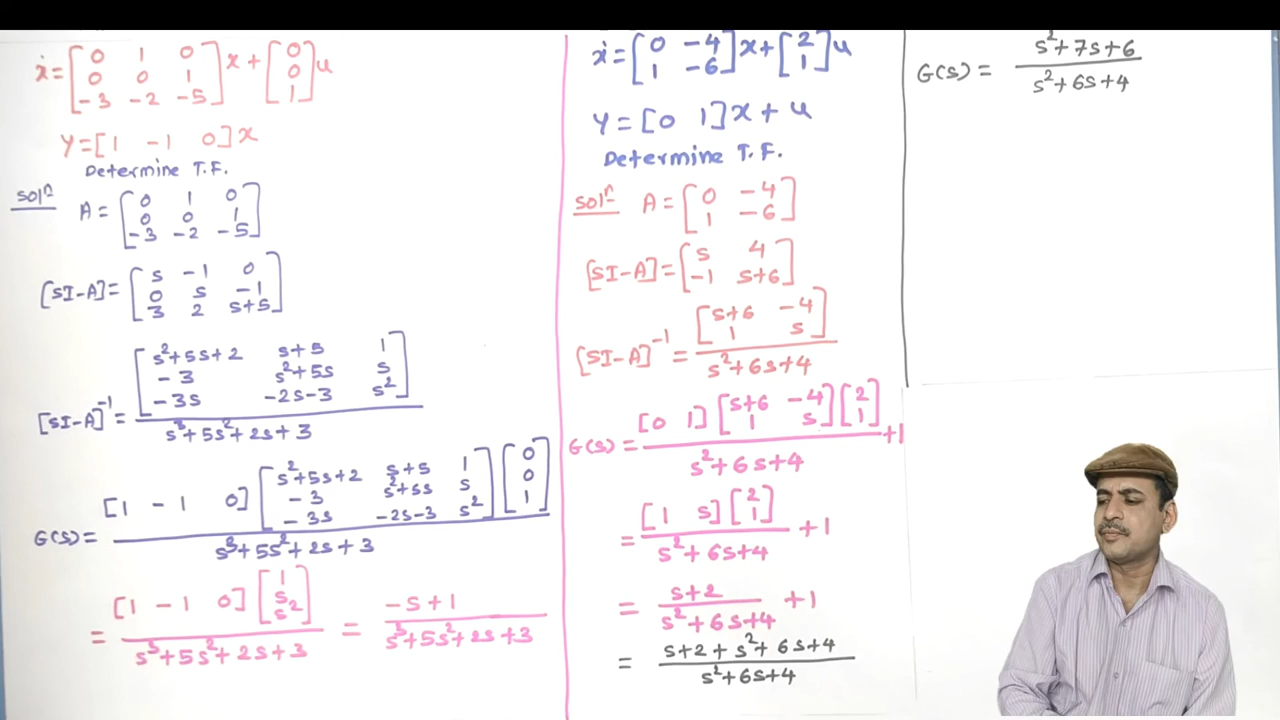 ẋ = [0 1 0; 0 0 1; -3 -2 -5] x + [0; 0; 1] u
Y = [1 -1 0] x
Determine T.F.
Solⁿ
A = [0 1 0; 0 0 1; -3 -2 -5]
[SI-A] = [s -1 0; 0 s -1; 3 2 s+5]
[SI-A]⁻¹ = [s²+5s+2 s+5 1; -3 s²+5s s; -3s -2s-3 s²] / s³+5s²+2s+3
G(s) = [1 -1 0] [s²+5s+2 s+5 1; -3 s²+5s s; -3s -2s-3 s²] [0; 0; 1] / s³+5s²+2s+3
= [1 -1 0] [1; s; s²] / s³+5s²+2s+3 = -s+1 / s³+5s²+2s+3
ẋ = [0 -4; 1 -6] x + [2; 1] u
Y = [0 1] x + u
Determine T.F.
Solⁿ A = [0 -4; 1 -6]
[SI-A] = [s 4; -1 s+6]
[SI-A]⁻¹ = [s+6 -4; 1 s] / s²+6s+4
G(s) = [0 1] [s+6 -4; 1 s] [2; 1] / s²+6s+4 +1
= [1 s] [2; 1] / s²+6s+4 +1
= s+2 / s²+6s+4 +1
= s+2+s²+6s+4 / s²+6s+4
G(s) = s²+7s+6 / s²+6s+4